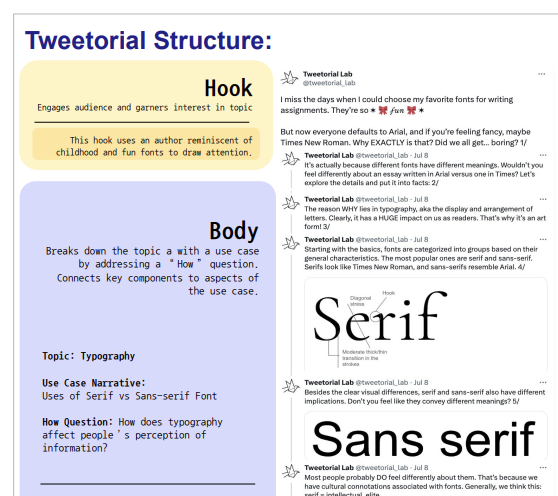 Tweetorial Structure:
Hook
Engages audience and garners interest in topic
This hook uses an author reminiscent of
childhood and fun fonts to draw attention.
Body
Breaks down the topic a with a use case
by addressing a “How” question.
Connects key components to aspects of
the use case.
Topic: Typography
Use Case Narrative:
Uses of Serif vs Sans-serif Font
How Question: How does typography
affect people’s perception of
information?
Tweetorial Lab
@tweetorial_lab
I miss the days when I could choose my favorite fonts for writing
assignments. They're so ✶ 🎀 𝒻𝓊𝓃 🎀 ✶
But now everyone defaults to Arial, and if you're feeling fancy, maybe
Times New Roman. Why EXACTLY is that? Did we all get... boring? 1/
Tweetorial Lab @tweetorial_lab · Jul 8
It's actually because different fonts have different meanings. Wouldn't you
feel differently about an essay written in Arial versus one in Times? Let's
explore the details and put it into facts: 2/
Tweetorial Lab @tweetorial_lab · Jul 8
The reason WHY lies in typography, aka the display and arrangement of
letters. Clearly, it has a HUGE impact on us as readers. That's why it's an art
form! 3/
Tweetorial Lab @tweetorial_lab · Jul 8
Starting with the basics, fonts are categorized into groups based on their
general characteristics. The most popular ones are serif and sans-serif.
Serifs look like Times New Roman, and sans-serifs resemble Arial. 4/
Hook
Diagonal
stress
Serif
Moderate thick/thin
transition in the
strokes
Tweetorial Lab @tweetorial_lab · Jul 8
Besides the clear visual differences, serif and sans-serif also have different
implications. Don't you feel like they convey different meanings? 5/
Sans serif
Tweetorial Lab @tweetorial_lab · Jul 8
Most people probably DO feel differently about them. That's because we
have cultural connotations associated with fonts. Generally, we think this:
serif = intellectual, elite